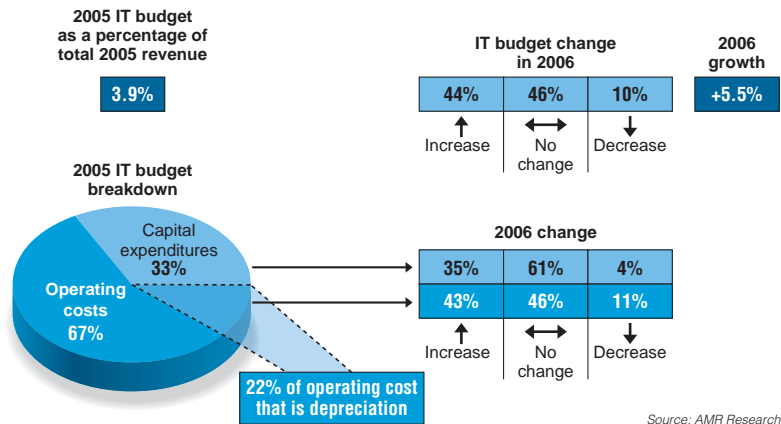 2005 IT budget
as a percentage of
total 2005 revenue
3.9%
IT budget change
in 2006
44% 46% 10%
Increase No change Decrease
2006
growth
+5.5%
2005 IT budget
breakdown
Capital
expenditures
33%
Operating
costs
67%
22% of operating cost
that is depreciation
2006 change
35% 61% 4%
43% 46% 11%
Increase No change Decrease
Source: AMR Research